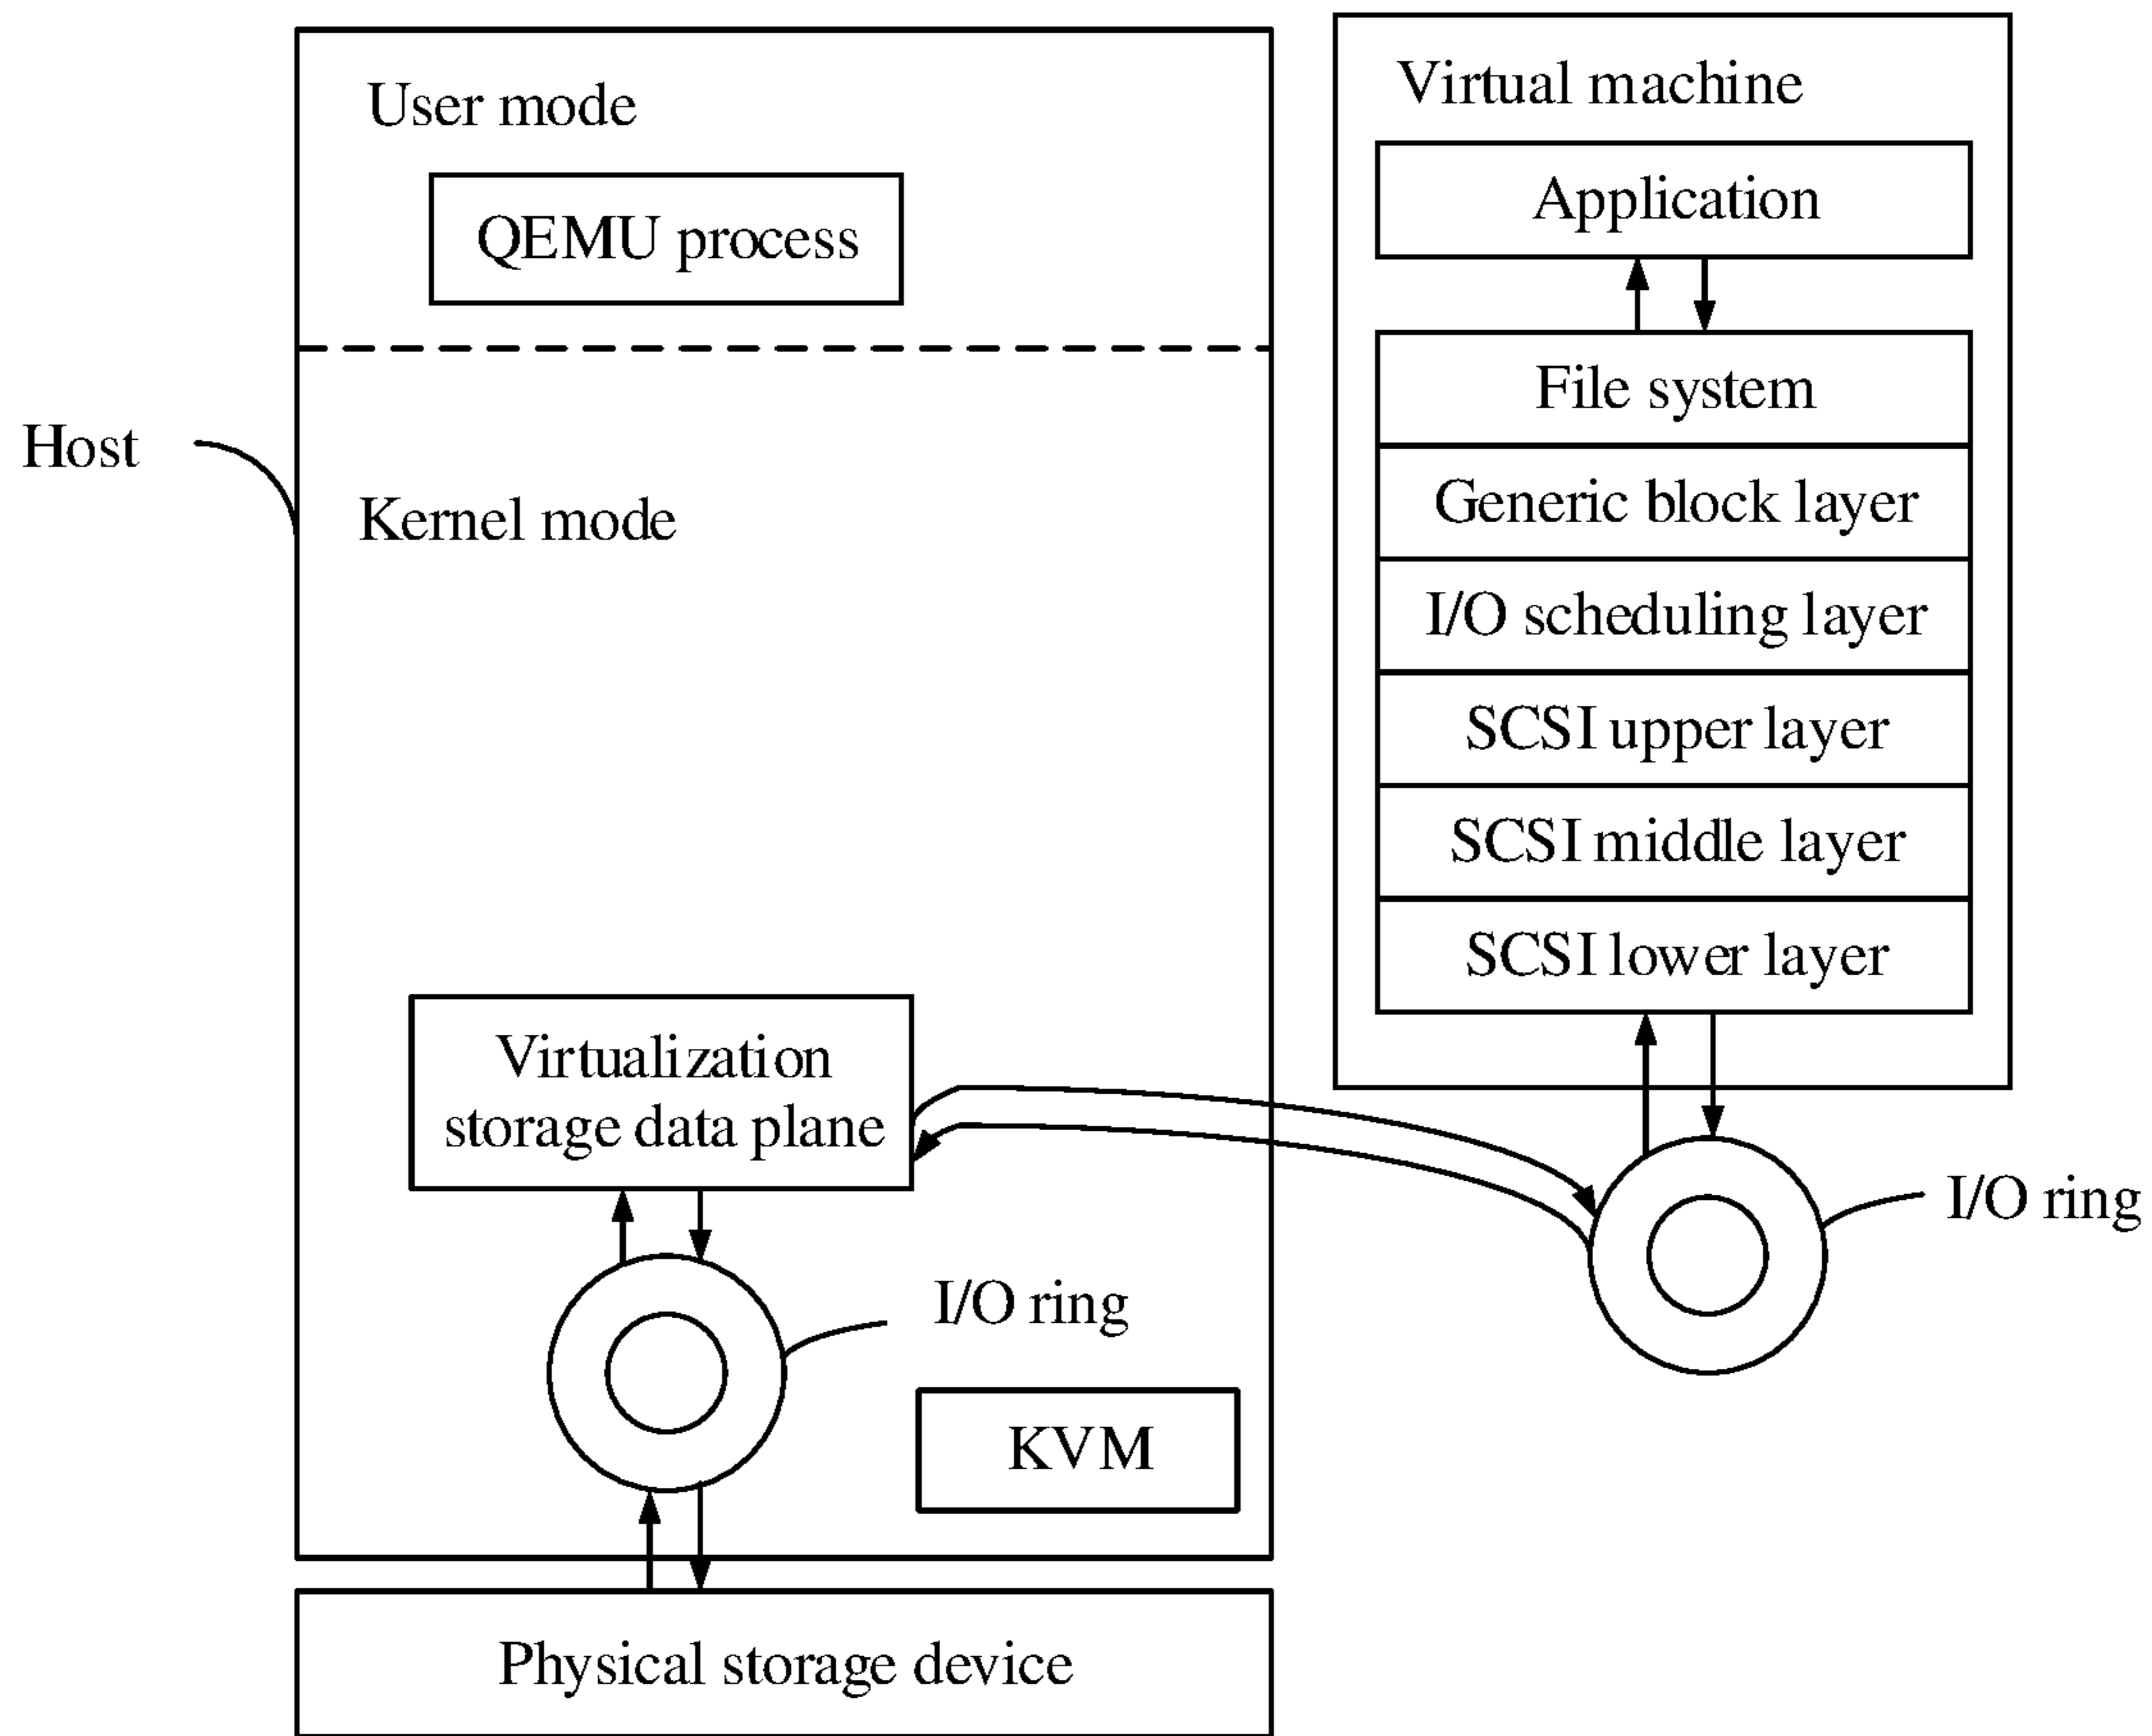 User mode
QEMU process
Host
Kernel mode
Virtualization
storage data plane
I/O ring
KVM
Physical storage device
Virtual machine
Application
File system
Generic block layer
I/O scheduling layer
SCSI upper layer
SCSI middle layer
SCSI lower layer
I/O ring